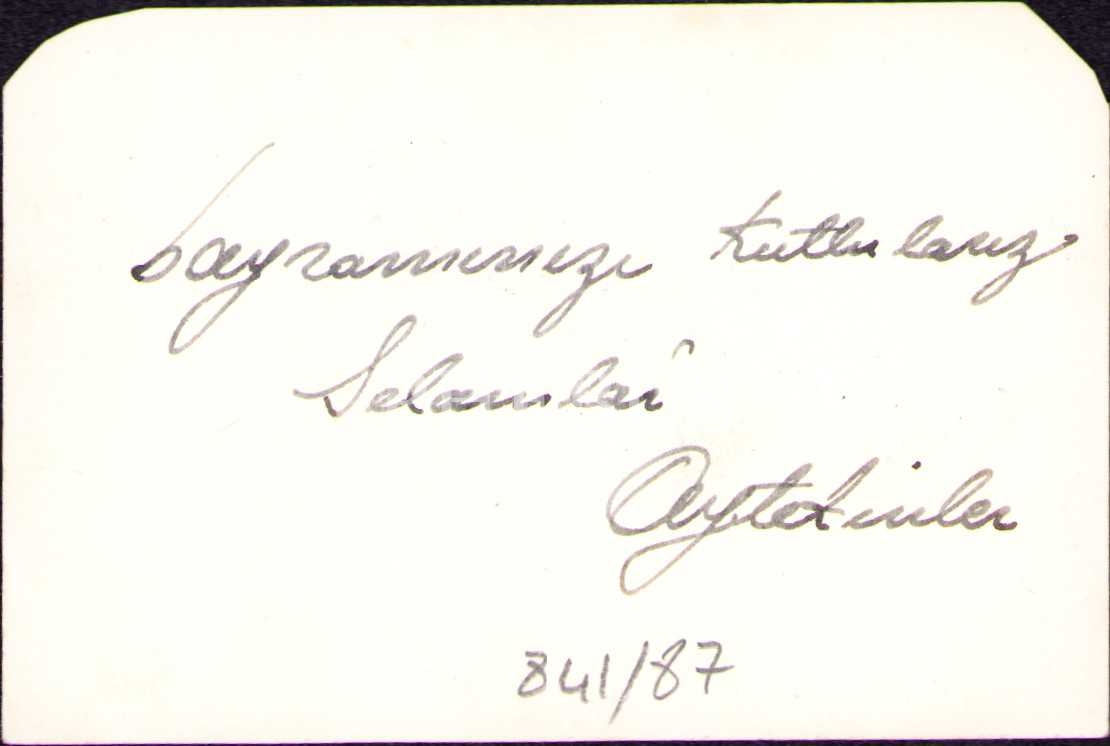 bayramınızı kutlularız.
Selamlar
Aytekinler
841/87